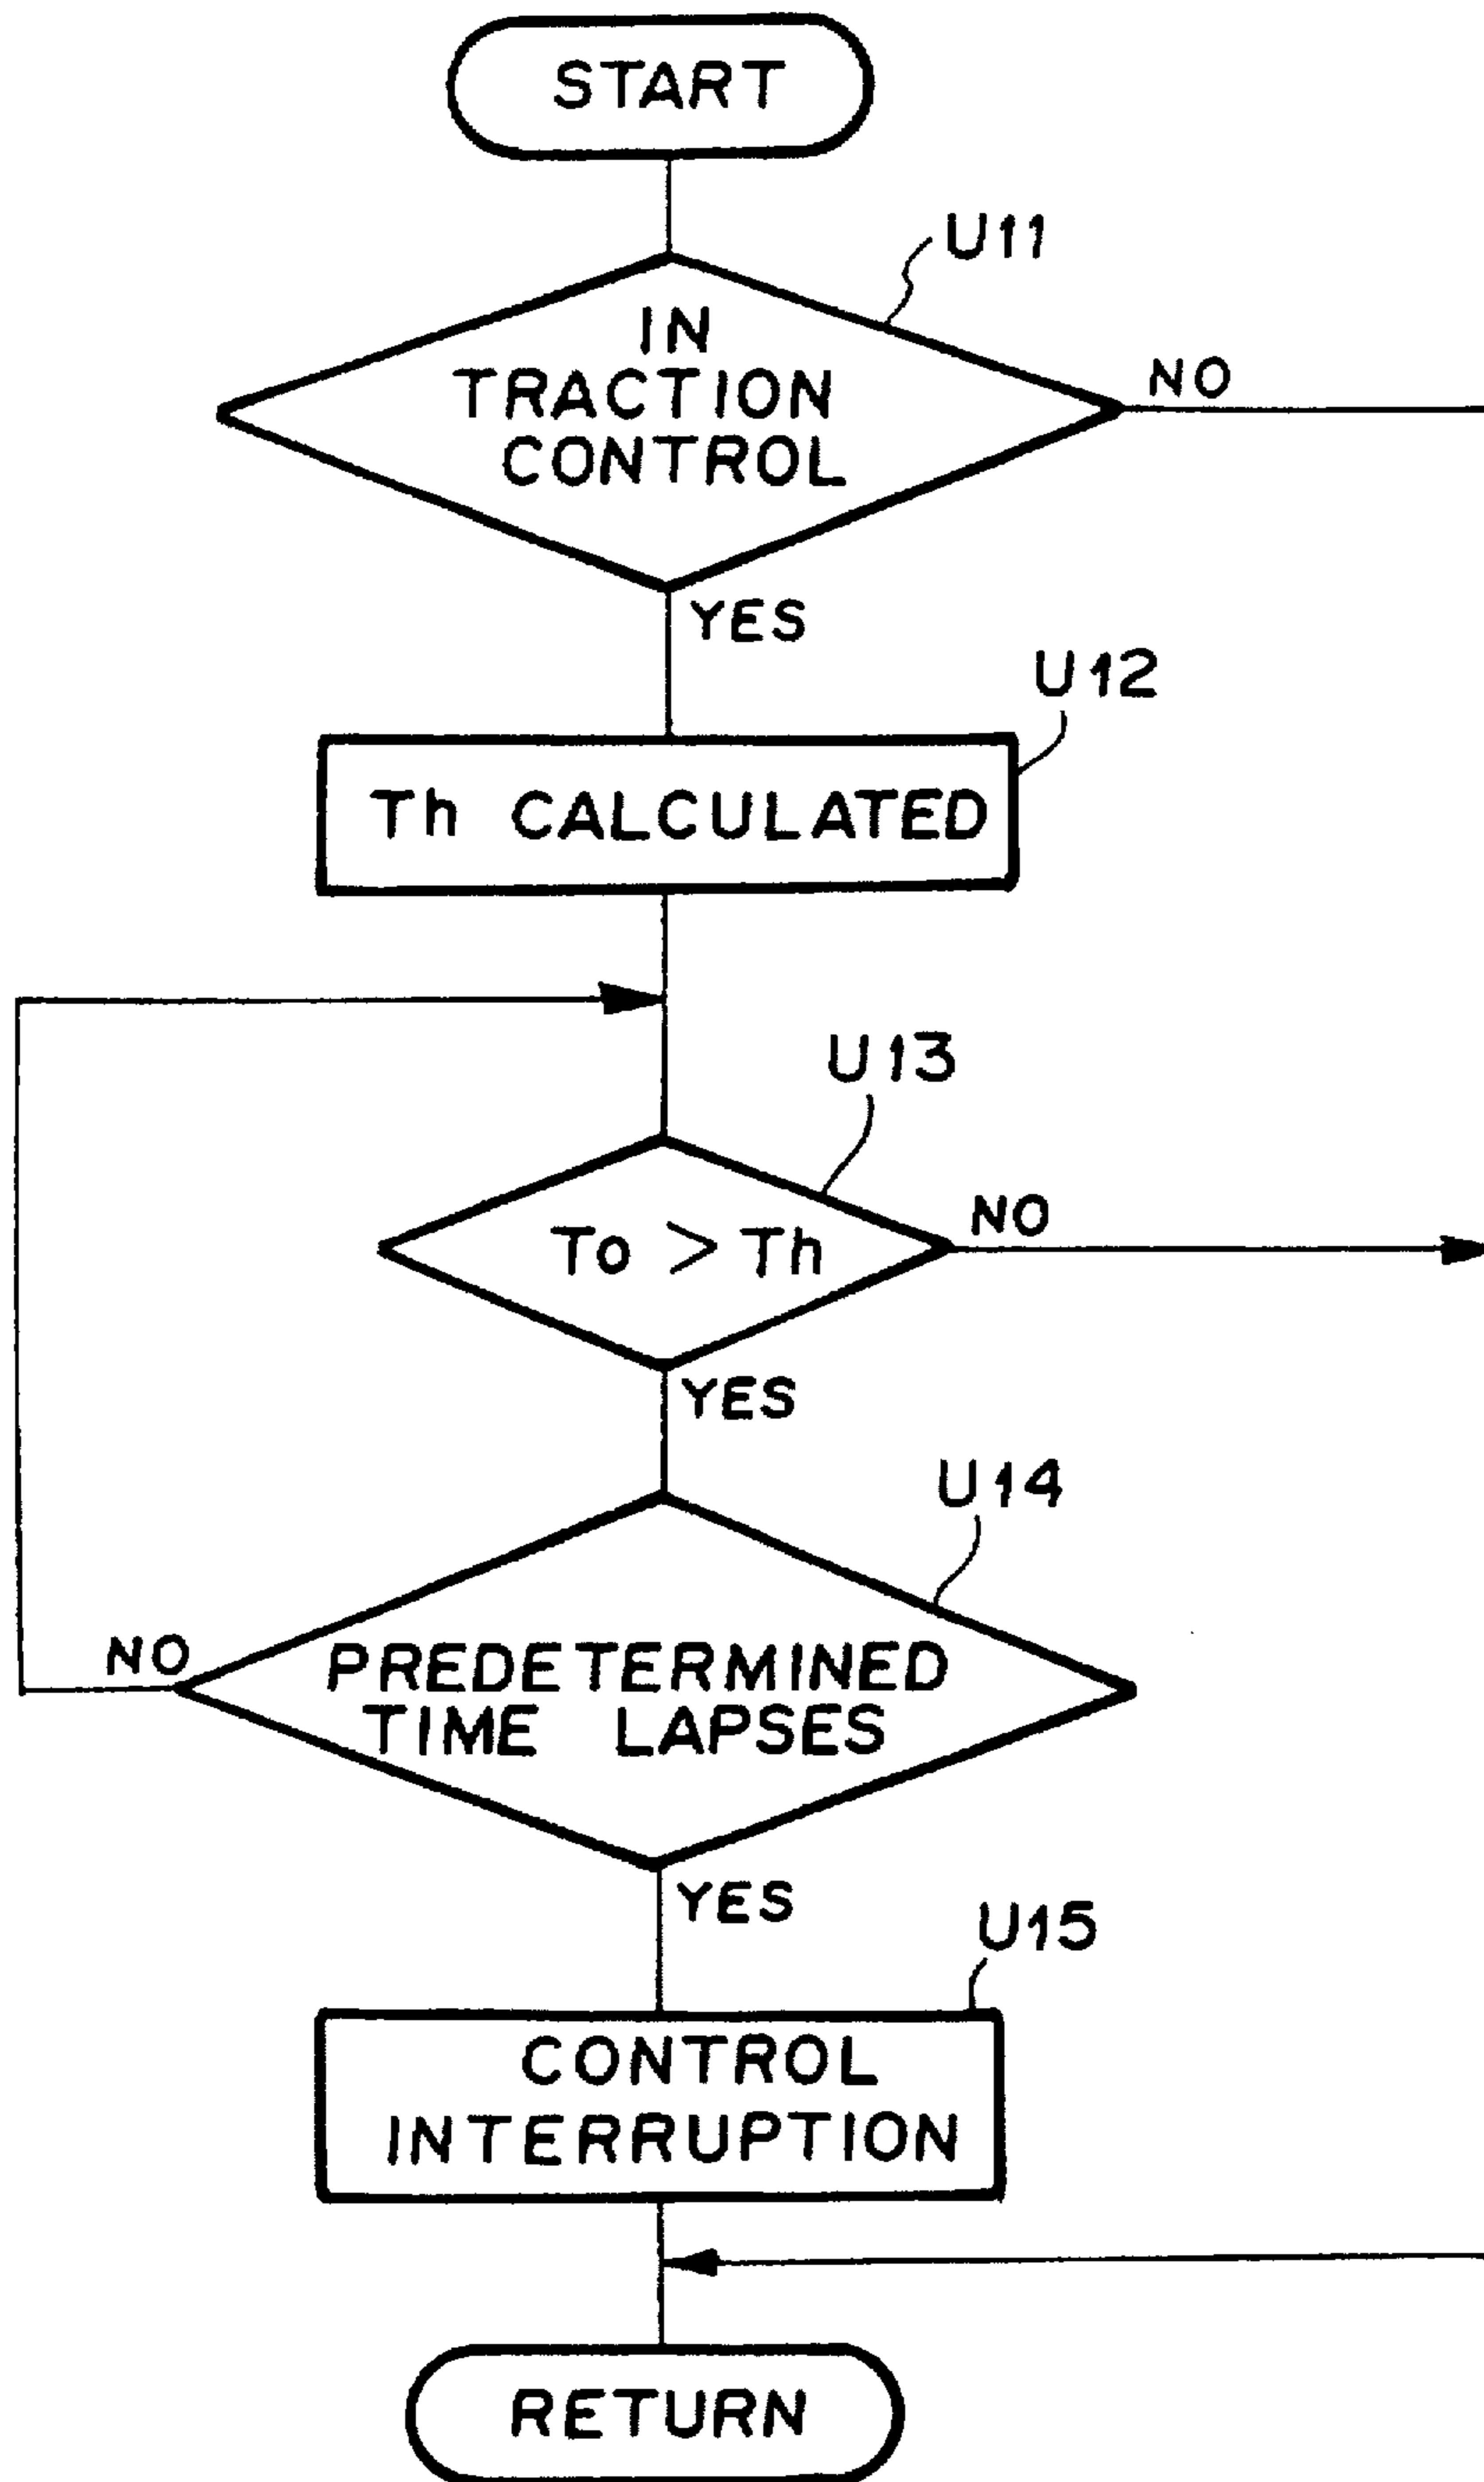 START
U11
IN
TRACTION
CONTROL
NO
YES
U12
Th CALCULATED
U13
To > Th
NO
YES
U14
NO
PREDETERMINED
TIME LAPSES
YES
U15
CONTROL
INTERRUPTION
RETURN